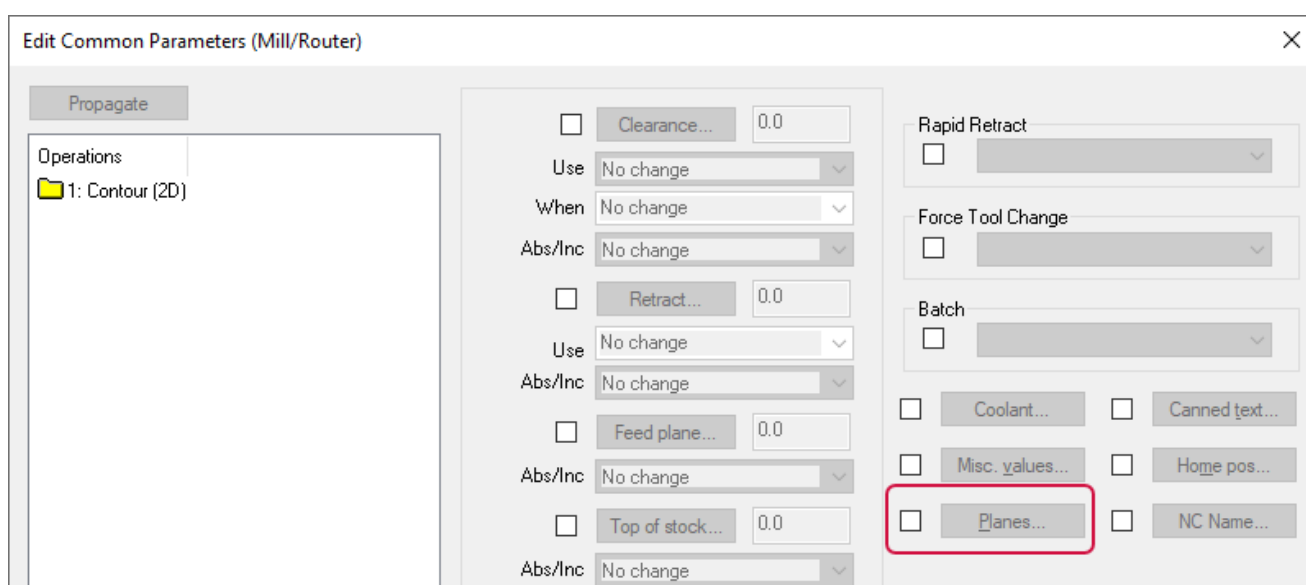 Edit Common Parameters (Mill/Router)
Propagate
Operations
1: Contour (2D)
Clearance... 0.0
Use No change
When No change
Abs/Inc No change
Retract... 0.0
Use No change
Abs/Inc No change
Feed plane... 0.0
Abs/Inc No change
Top of stock... 0.0
Abs/Inc No change
Rapid Retract
Force Tool Change
Batch
Coolant... Canned text...
Misc. values... Home pos...
Planes... NC Name...